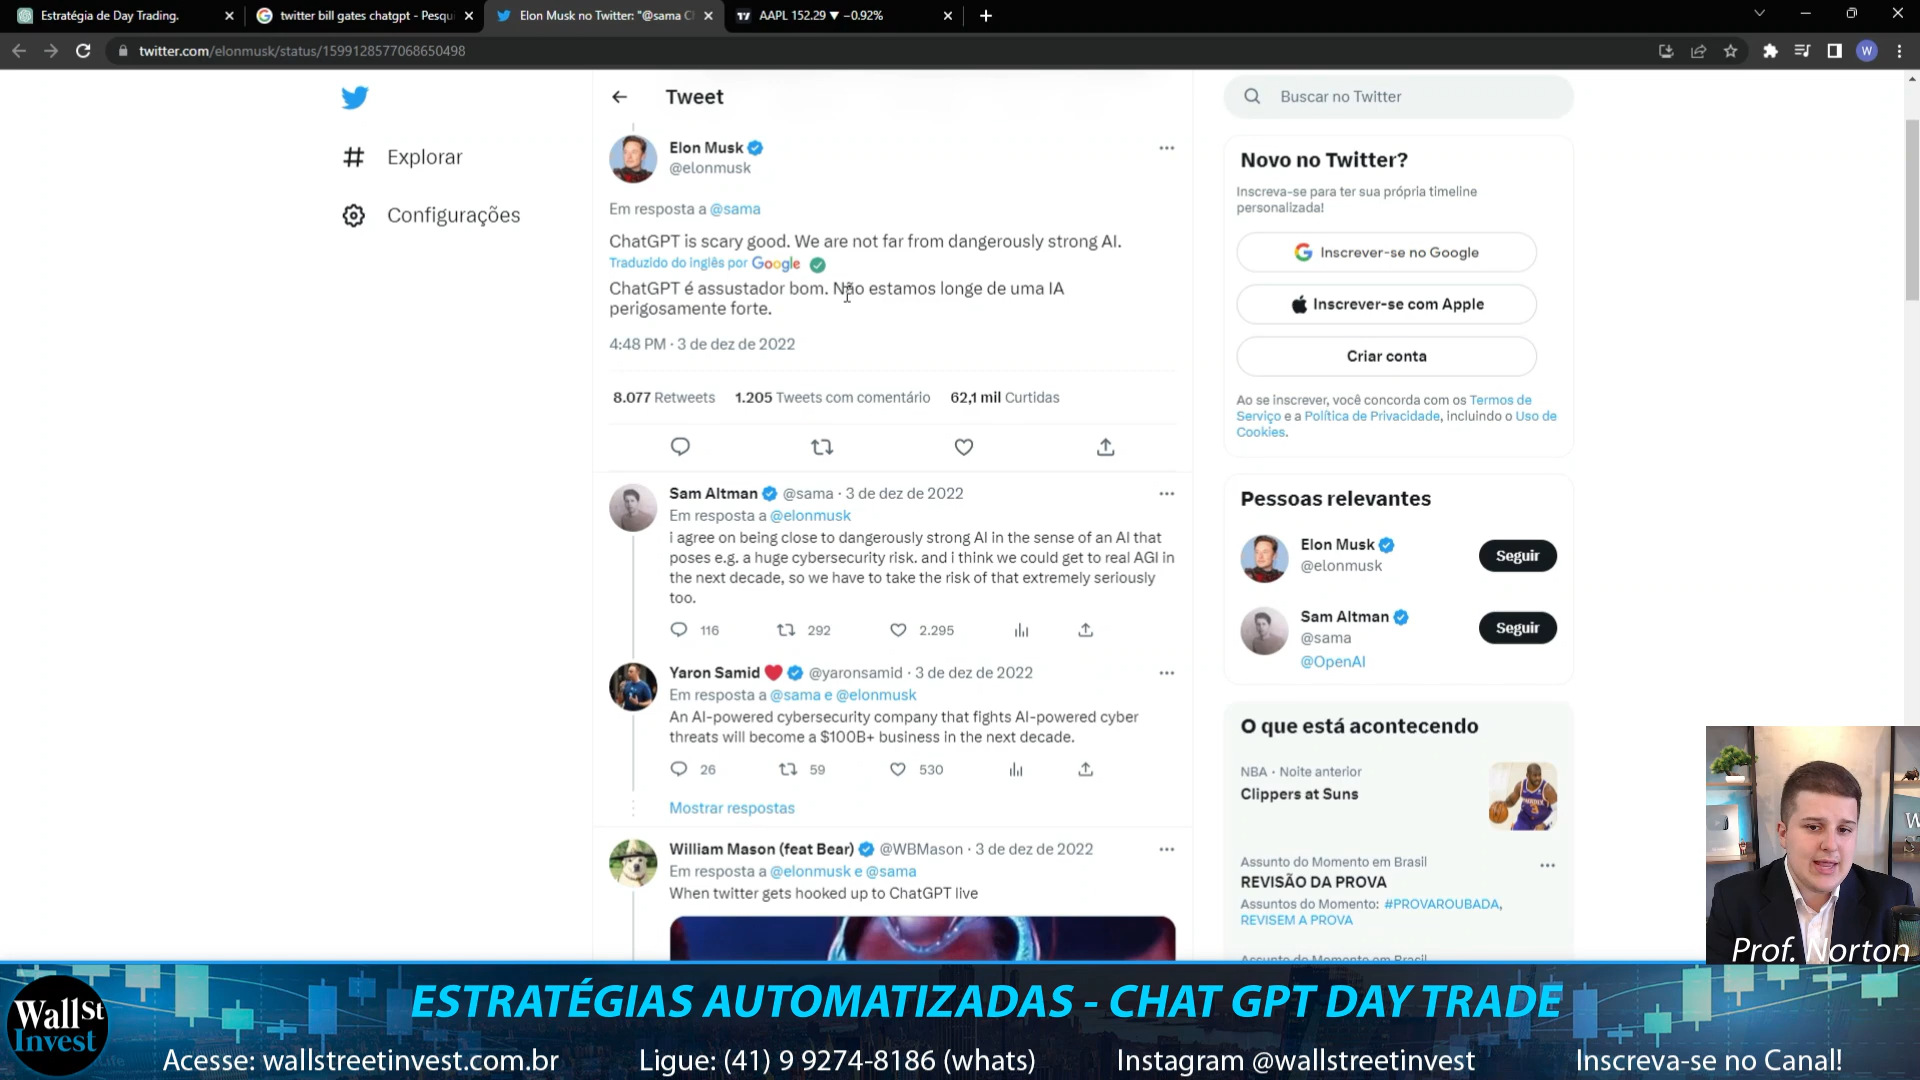 Estratégia de Day Trading.
twitter bill gates chatgpt - Pesqu
Elon Musk no Twitter: "@sama C
AAPL 152.29 ▼ −0.92%
twitter.com/elonmusk/status/1599128577068650498
W
Explorar
Configurações
Tweet
Elon Musk
@elonmusk
Em resposta a @sama
ChatGPT is scary good. We are not far from dangerously strong AI.
Traduzido do inglês por Google
ChatGPT é assustador bom. Não estamos longe de uma IA
perigosamente forte.
4:48 PM · 3 de dez de 2022
8.077 Retweets 1.205 Tweets com comentário 62,1 mil Curtidas
Sam Altman @sama · 3 de dez de 2022
Em resposta a @elonmusk
i agree on being close to dangerously strong AI in the sense of an AI that
poses e.g. a huge cybersecurity risk. and i think we could get to real AGI in
the next decade, so we have to take the risk of that extremely seriously
too.
116 292 2.295
Yaron Samid ❤️ @yaronsamid · 3 de dez de 2022
Em resposta a @sama e @elonmusk
An AI-powered cybersecurity company that fights AI-powered cyber
threats will become a $100B+ business in the next decade.
26 59 530
Mostrar respostas
William Mason (feat Bear) @WBMason · 3 de dez de 2022
Em resposta a @elonmusk e @sama
When twitter gets hooked up to ChatGPT live
Buscar no Twitter
Novo no Twitter?
Inscreva-se para ter sua própria timeline
personalizada!
Inscrever-se no Google
Inscrever-se com Apple
Criar conta
Ao se inscrever, você concorda com os Termos de
Serviço e a Política de Privacidade, incluindo o Uso de
Cookies.
Pessoas relevantes
Elon Musk
@elonmusk
Seguir
Sam Altman
@sama
Seguir
@OpenAI
O que está acontecendo
NBA · Noite anterior
Clippers at Suns
Assunto do Momento em Brasil
REVISÃO DA PROVA
Assuntos do Momento: #PROVAROUBADA,
REVISEM A PROVA
Assunto do Momento em Brasil
Prof. Norton
WallSt
Invest
ESTRATÉGIAS AUTOMATIZADAS - CHAT GPT DAY TRADE
Acesse: wallstreetinvest.com.br Ligue: (41) 9 9274-8186 (whats) Instagram @wallstreetinvest Inscreva-se no Canal!